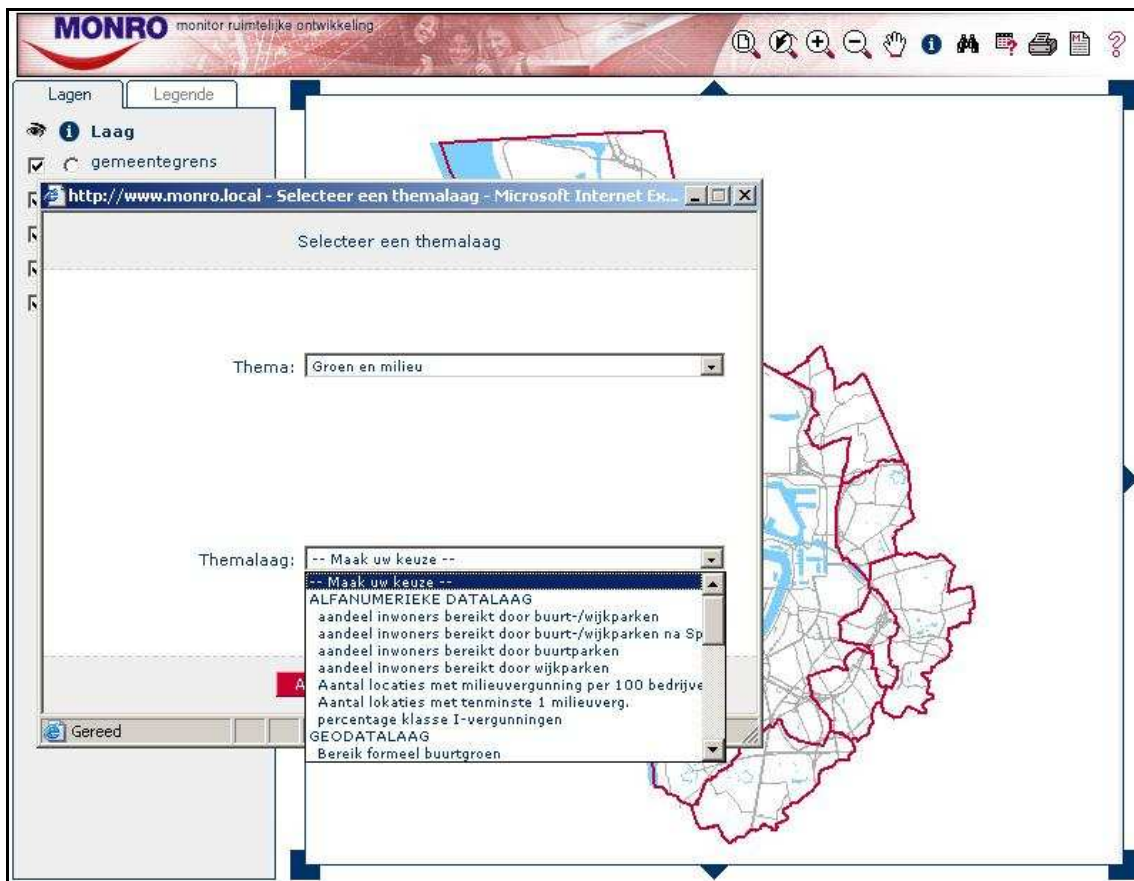 MONRO monitor ruimtelijke ontwikkeling
Lagen
Legende
Laag
gemeentegrens
http://www.monro.local - Selecteer een themalaag - Microsoft Internet Ex...
Selecteer een themalaag
Thema: Groen en milieu
Themalaag: -- Maak uw keuze --
-- Maak uw keuze --
ALFANUMERIEKE DATALAAG
aandeel inwoners bereikt door buurt-/wijkparken
aandeel inwoners bereikt door buurt-/wijkparken na Sp
aandeel inwoners bereikt door buurtparken
aandeel inwoners bereikt door wijkparken
Aantal locaties met milieuvergunning per 100 bedrijve
Aantal lokaties met tenminste 1 milieuverg.
percentage klasse I-vergunningen
GEODATALAAG
Bereik formeel buurtgroen
A
Gereed